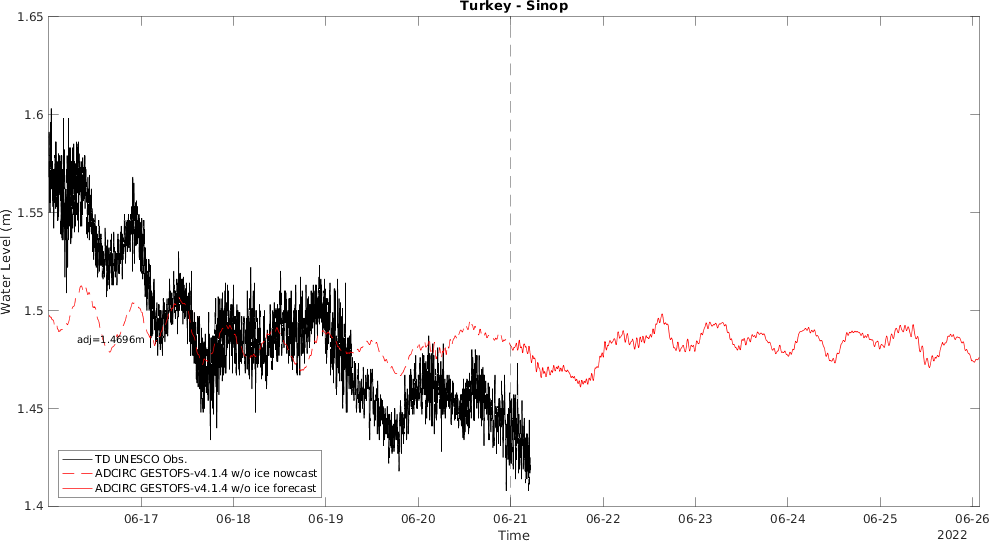 Turkey - Sinop
1.65
1.6
1.55
1.5
1.45
1.4
Water Level (m)
adj=1.4696m
TD UNESCO Obs.
ADCIRC GESTOFS-v4.1.4 w/o ice nowcast
ADCIRC GESTOFS-v4.1.4 w/o ice forecast
06-17 06-18 06-19 06-20 06-21 06-22 06-23 06-24 06-25 06-26
Time
2022